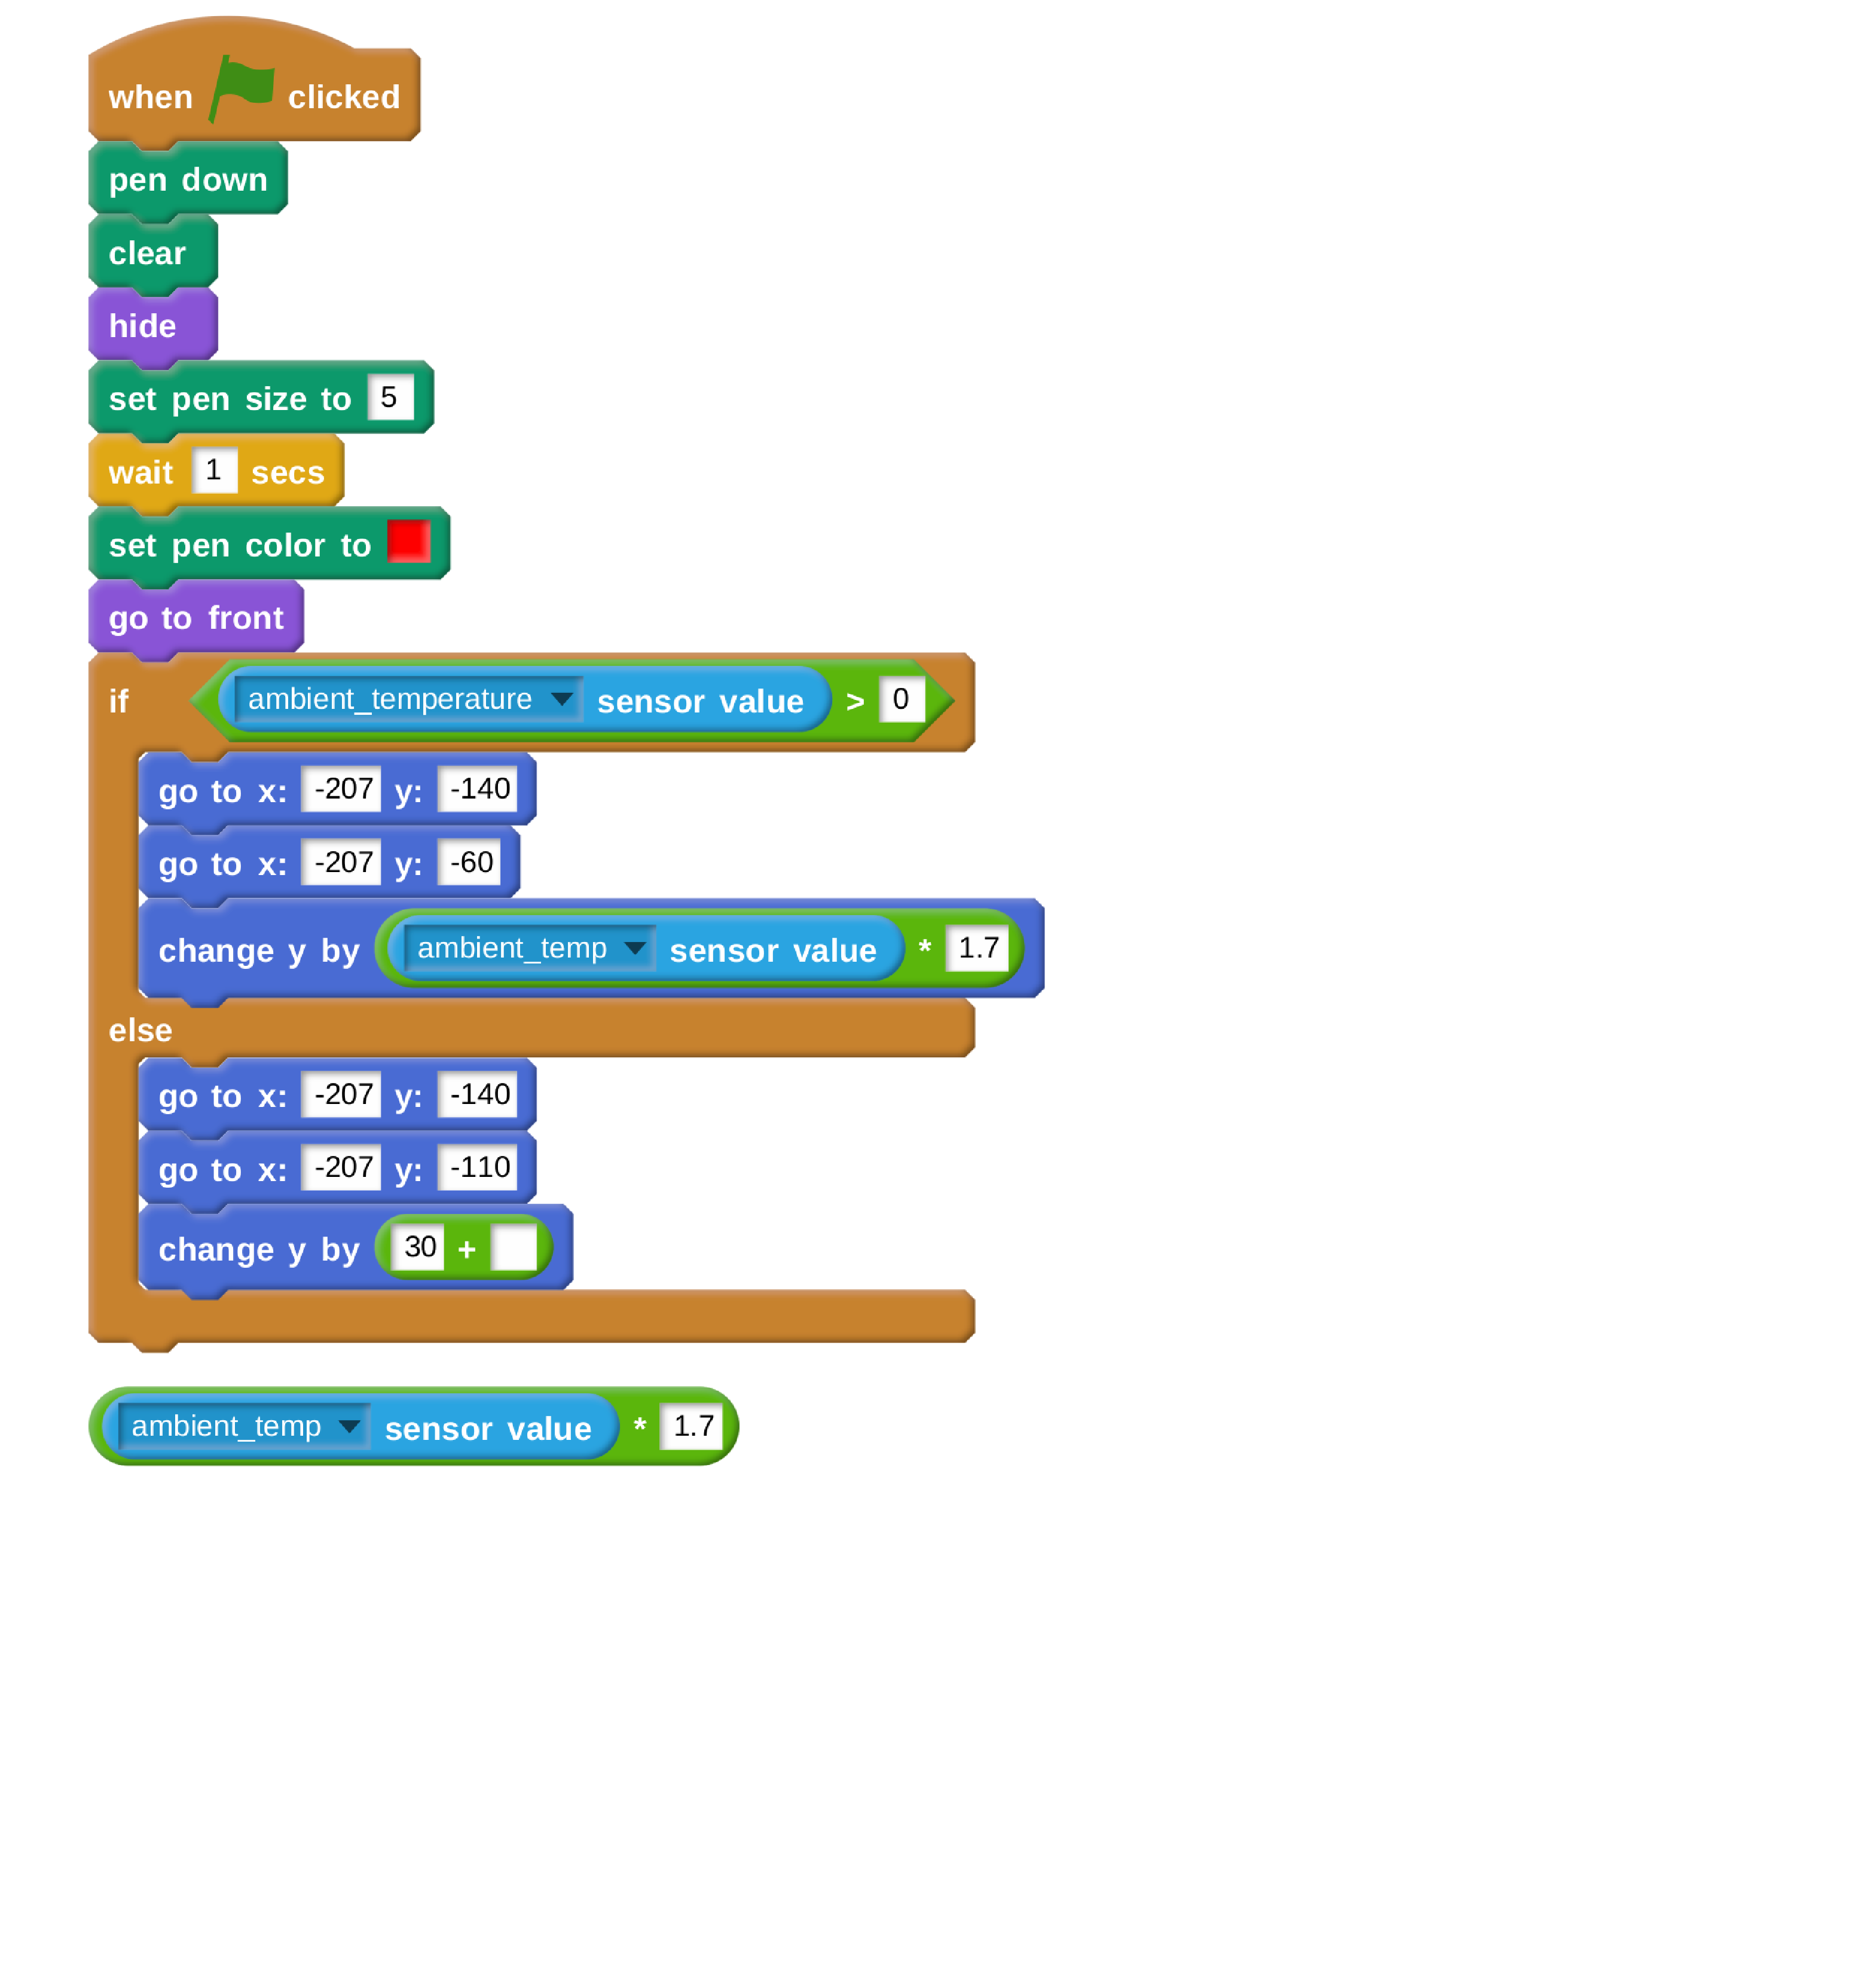 when clicked
pen down
clear
hide
set pen size to 5
wait 1 secs
set pen color to
go to front
if ambient_temperature sensor value > 0
go to x: -207 y: -140
go to x: -207 y: -60
change y by ambient_temp sensor value * 1.7
else
go to x: -207 y: -140
go to x: -207 y: -110
change y by 30 +
ambient_temp sensor value * 1.7